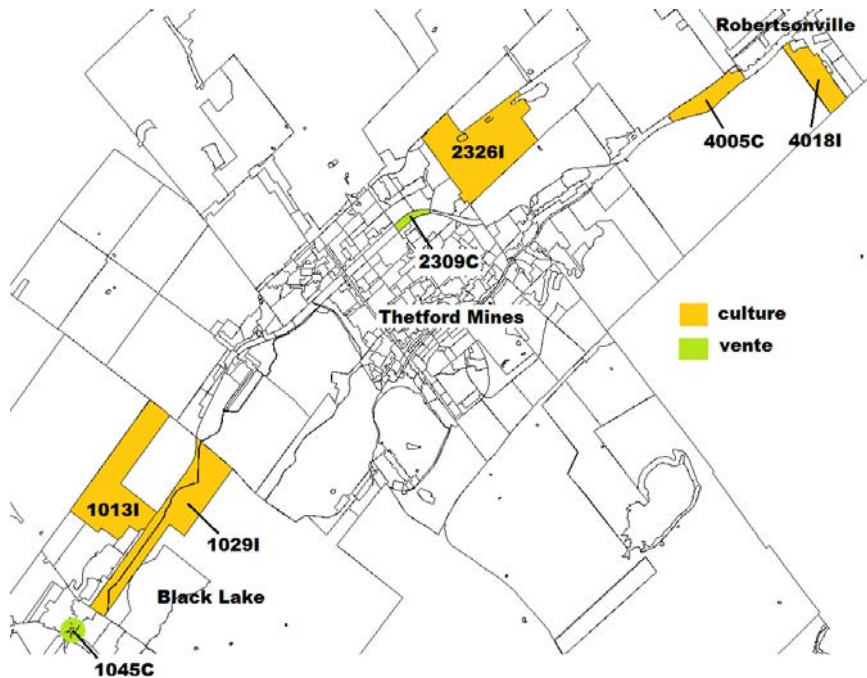 Robertsonville
2326I
4005C
4018I
2309C
Thetford Mines
culture
vente
1013I
1029I
Black Lake
1045C